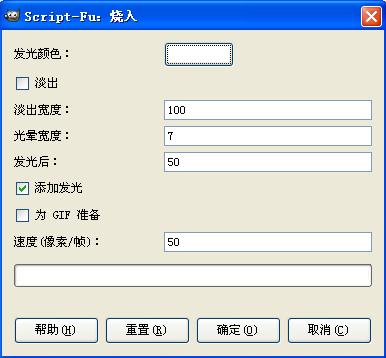 Script-Fu：烧入
发光颜色：
淡出
淡出宽度：
100
光晕宽度：
7
发光后：
50
添加发光
为 GIF 准备
速度(像素/帧)：
50
帮助(H) 重置(R) 确定(O) 取消(C)